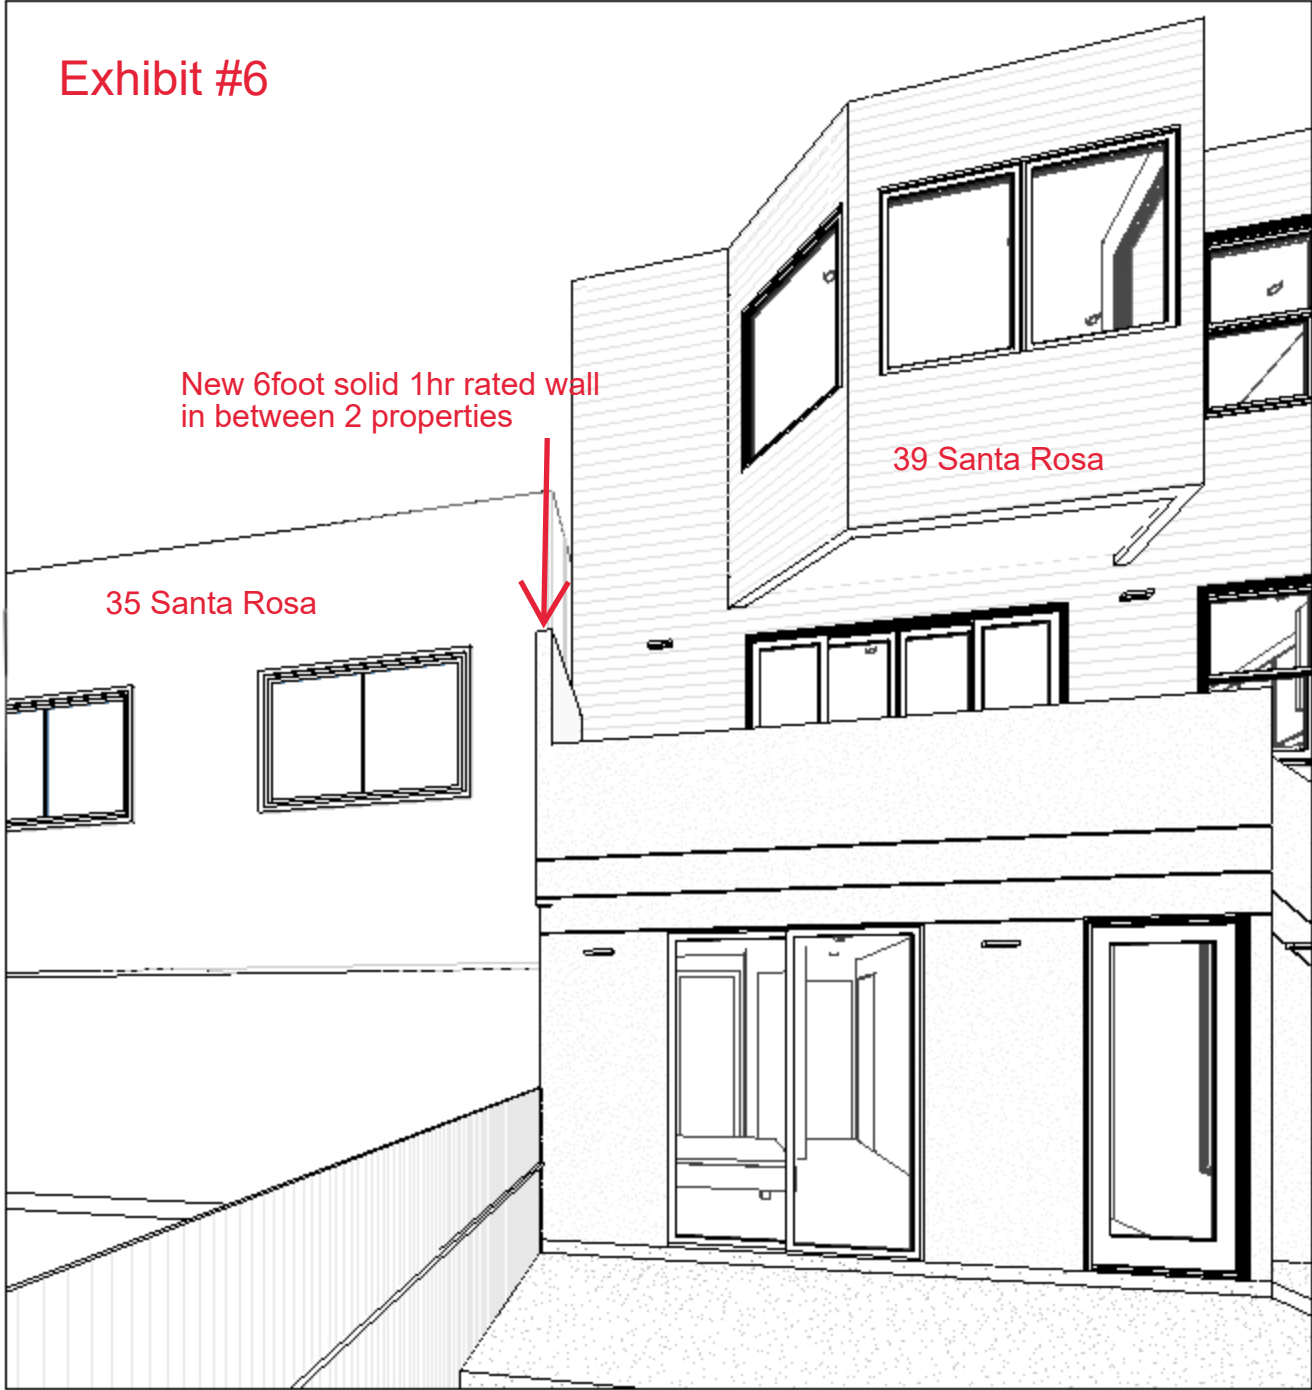 Exhibit #6
New 6foot solid 1hr rated wall
in between 2 properties
39 Santa Rosa
35 Santa Rosa